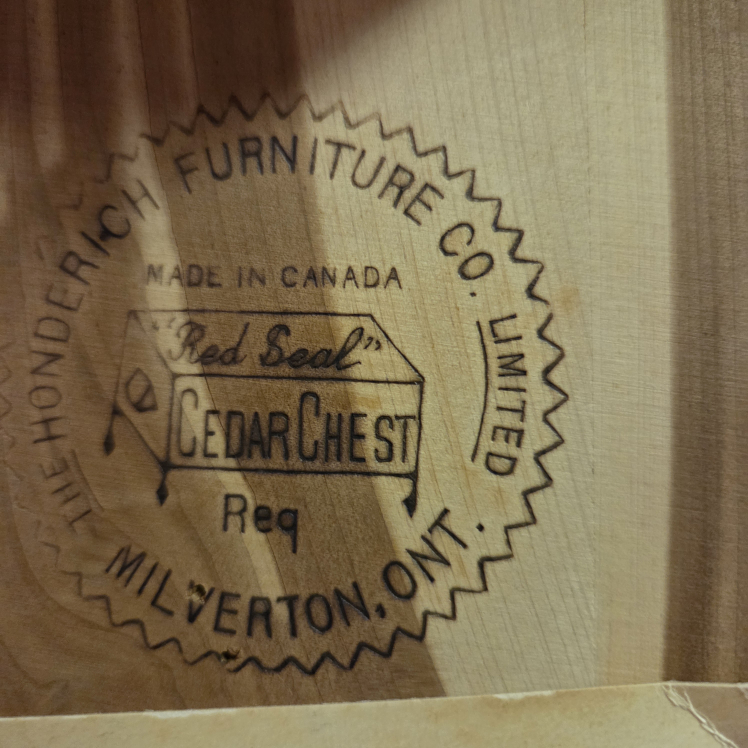 THE HONDERICH FURNITURE CO. LIMITED
MADE IN CANADA
"Red Seal"
CEDAR CHEST
Req
MILVERTON, ONT.